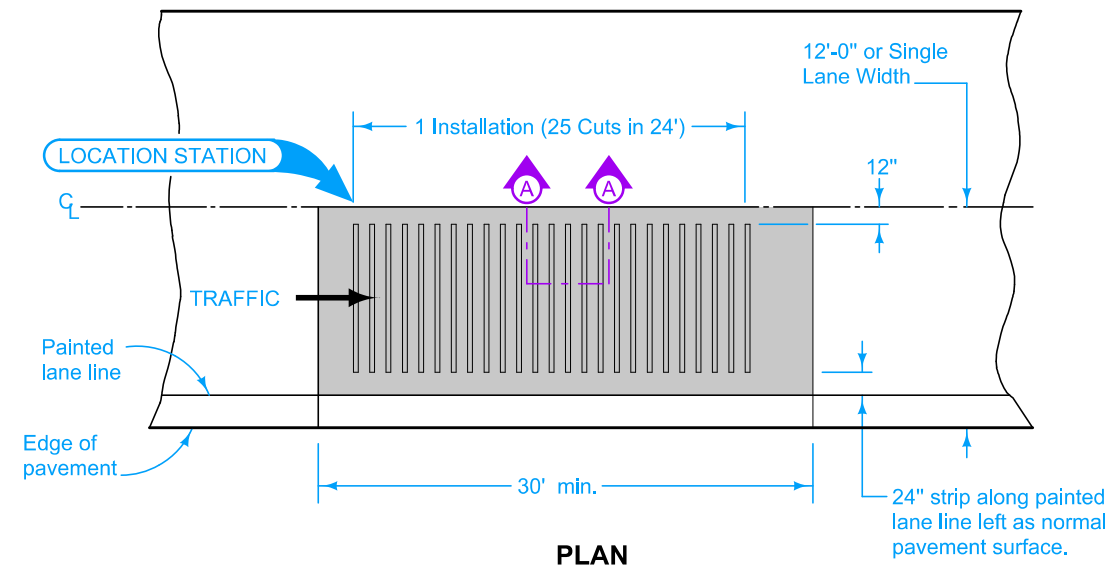 12'-0" or Single
Lane Width
1 Installation (25 Cuts in 24')
LOCATION STATION
12"
A
A
CL
TRAFFIC
Painted
lane line
Edge of
pavement
30' min.
24" strip along painted
lane line left as normal
pavement surface.
PLAN